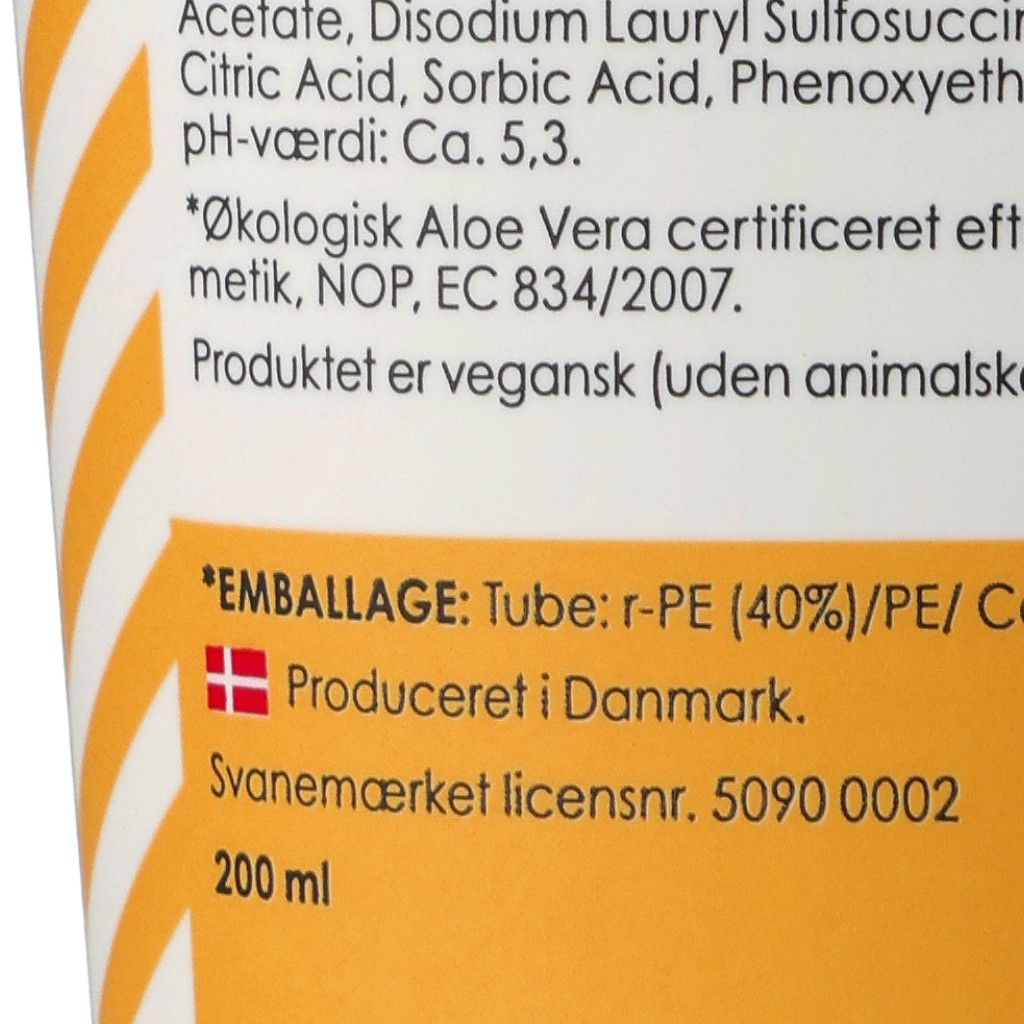 Acetate, Disodium Lauryl Sulfosuccin
Citric Acid, Sorbic Acid, Phenoxyeth
pH-værdi: Ca. 5,3.
*Økologisk Aloe Vera certificeret eft
metik, NOP, EC 834/2007.
Produktet er vegansk (uden animalske
*EMBALLAGE: Tube: r-PE (40%)/PE/ C
Produceret i Danmark.
Svanemærket licensnr. 5090 0002
200 ml